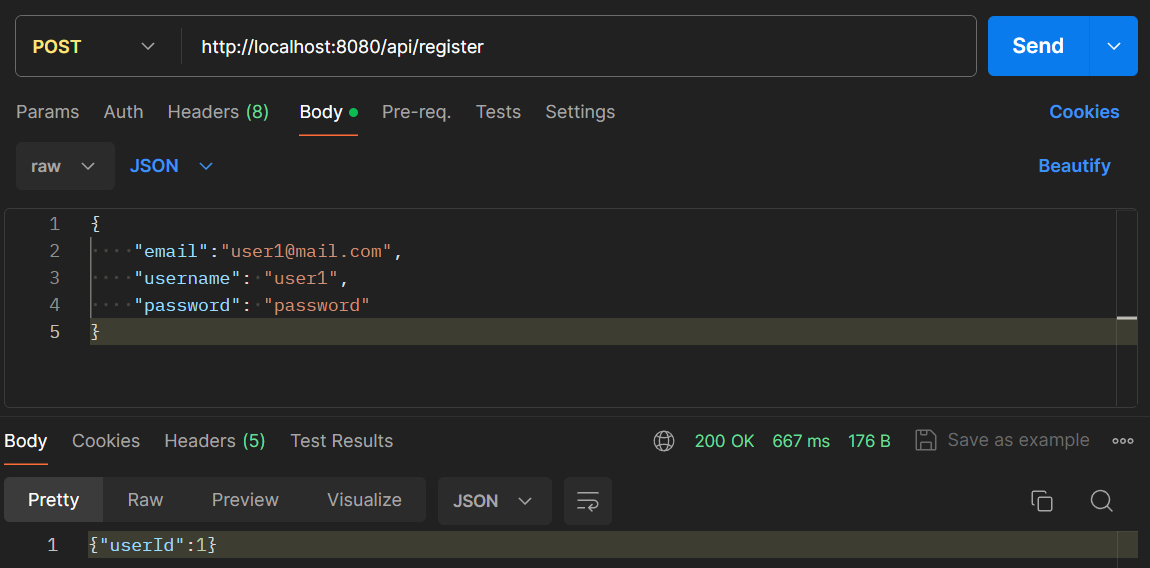 POST http://localhost:8080/api/register Send
Params Auth Headers (8) Body Pre-req. Tests Settings Cookies
raw JSON Beautify
1 {
2 ····"email":"user1@mail.com",
3 ····"username":·"user1",
4 ····"password":·"password"
5 }
Body Cookies Headers (5) Test Results 200 OK 667 ms 176 B Save as example
Pretty Raw Preview Visualize JSON
1 {"userId":1}